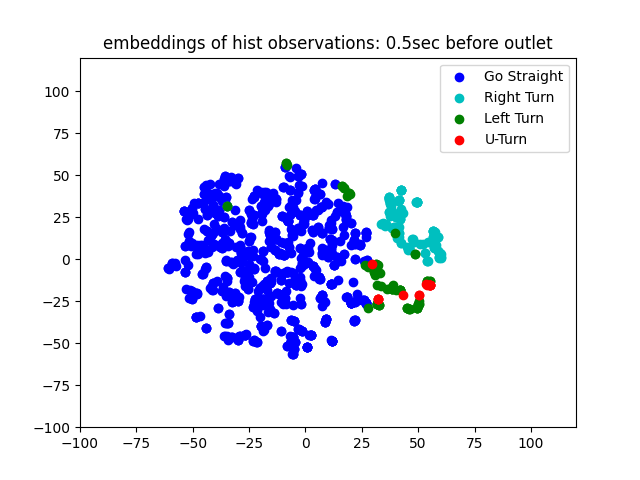 embeddings of hist observations: 0.5sec before outlet
Go Straight
Right Turn
Left Turn
U-Turn
100
75
50
25
0
−25
−50
−75
−100
−100 −75 −50 −25 0 25 50 75 100